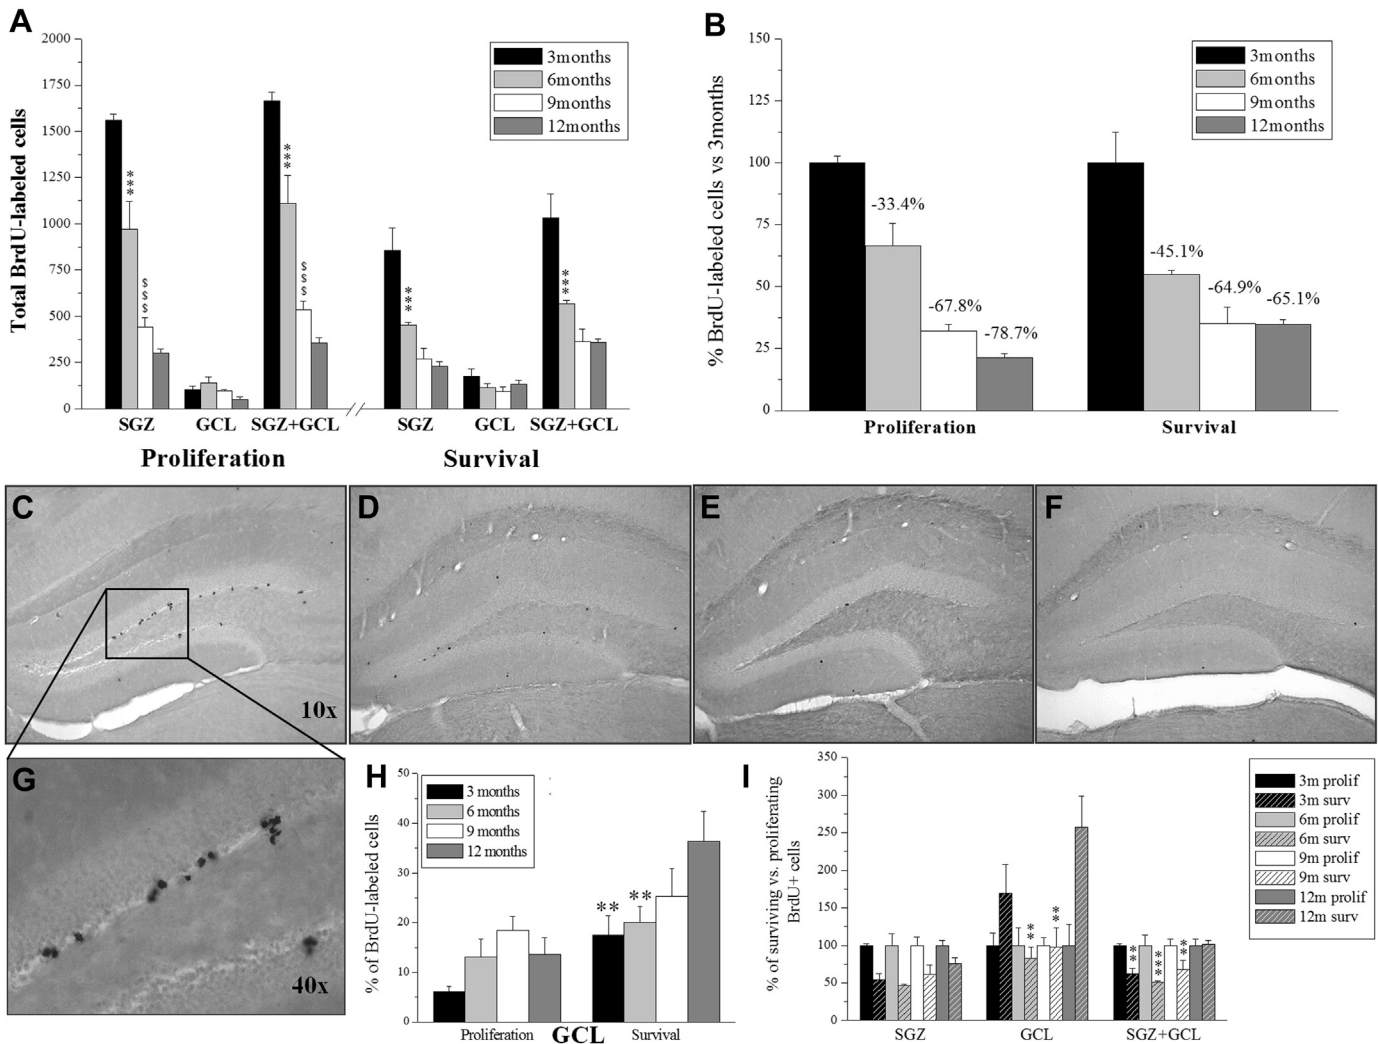 A
Total BrdU-labeled cells
2000
1750
1500
1250
1000
750
500
250
0
3months
6months
9months
12months
***
$$$
***
$$$
***
***
SGZ GCL SGZ+GCL SGZ GCL SGZ+GCL
Proliferation Survival
B
% BrdU-labeled cells vs 3months
150
125
100
75
50
25
0
3months
6months
9months
12months
-33.4%
-67.8%
-78.7%
-45.1%
-64.9%
-65.1%
Proliferation Survival
C
10x
D
E
F
G
40x
H
% of BrdU-labeled cells
50
40
30
20
10
0
3 months
6 months
9 months
12 months
** **
Proliferation GCL Survival
I
% of surviving vs. proliferating
BrdU+ cells
350
300
250
200
150
100
50
0
3m prolif
3m surv
6m prolif
6m surv
9m prolif
9m surv
12m prolif
12m surv
**
**
**
***
**
SGZ GCL SGZ+GCL